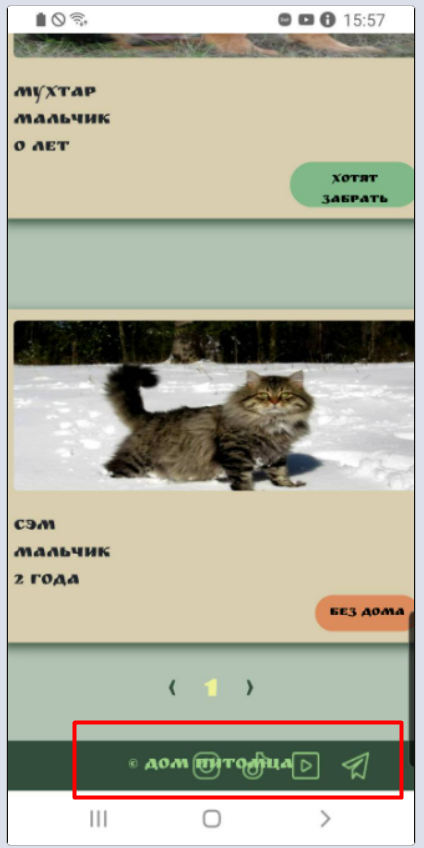 15:57
Мухтар
мальчик
0 лет
Хотят
забрать
Сэм
мальчик
2 года
Без дома
‹ 1 ›
© Дом питомца